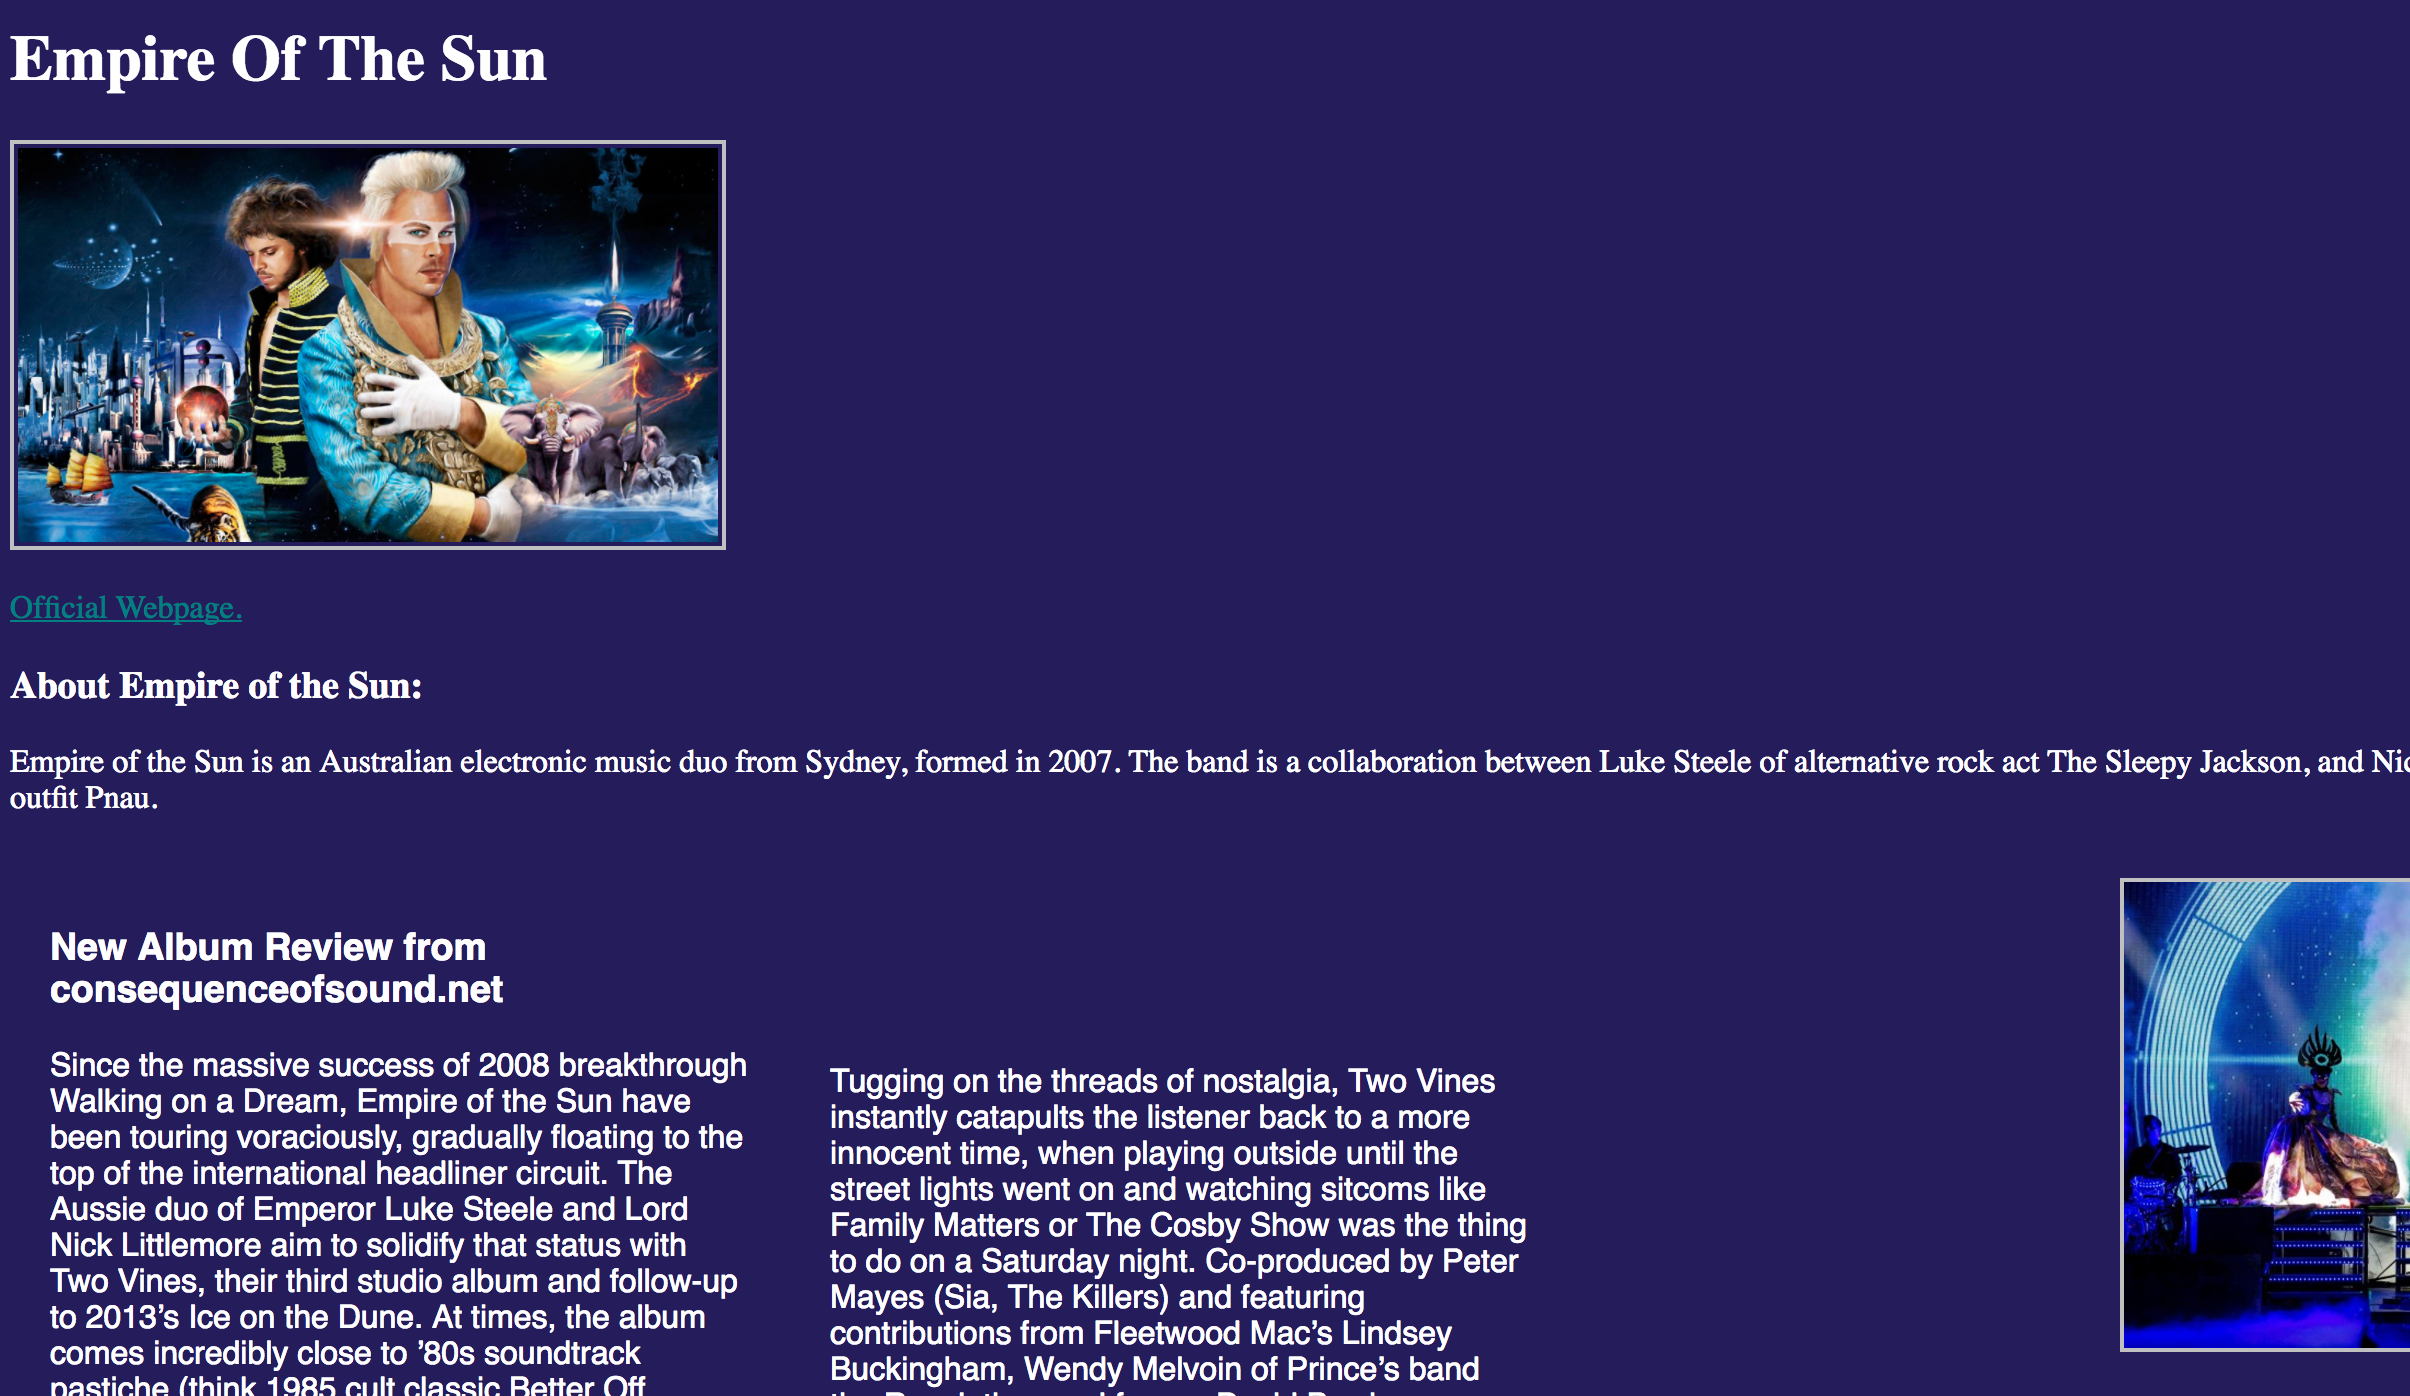 Empire Of The Sun
Official Webpage.
About Empire of the Sun:
Empire of the Sun is an Australian electronic music duo from Sydney, formed in 2007. The band is a collaboration between Luke Steele of alternative rock act The Sleepy Jackson, and
outfit Pnau.
New Album Review from
consequenceofsound.net
Since the massive success of 2008 breakthrough
Walking on a Dream, Empire of the Sun have
been touring voraciously, gradually floating to the
top of the international headliner circuit. The
Aussie duo of Emperor Luke Steele and Lord
Nick Littlemore aim to solidify that status with
Two Vines, their third studio album and follow-up
to 2013’s Ice on the Dune. At times, the album
comes incredibly close to ’80s soundtrack
pastiche (think 1985 cult classic Better Off
Tugging on the threads of nostalgia, Two Vines
instantly catapults the listener back to a more
innocent time, when playing outside until the
street lights went on and watching sitcoms like
Family Matters or The Cosby Show was the thing
to do on a Saturday night. Co-produced by Peter
Mayes (Sia, The Killers) and featuring
contributions from Fleetwood Mac’s Lindsey
Buckingham, Wendy Melvoin of Prince’s band